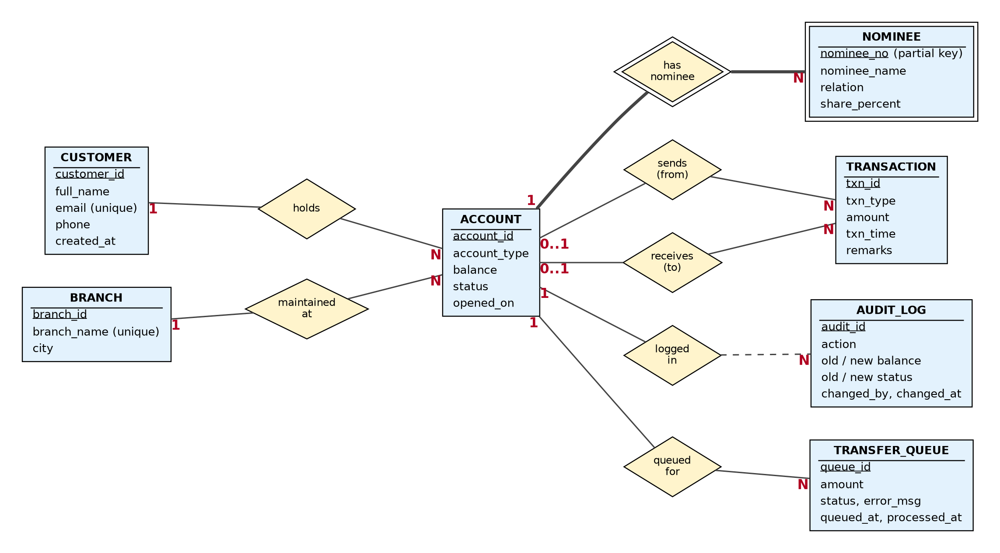 NOMINEE
nominee_no (partial key)
nominee_name
relation
share_percent
has
nominee
N
1
CUSTOMER
customer_id
full_name
email (unique)
phone
created_at
1
holds
N
BRANCH
branch_id
branch_name (unique)
city
1
maintained
at
N
ACCOUNT
account_id
account_type
balance
status
opened_on
0..1
sends
(from)
N
0..1
receives
(to)
N
TRANSACTION
txn_id
txn_type
amount
txn_time
remarks
1
logged
in
N
AUDIT_LOG
audit_id
action
old / new balance
old / new status
changed_by, changed_at
1
queued
for
N
TRANSFER_QUEUE
queue_id
amount
status, error_msg
queued_at, processed_at